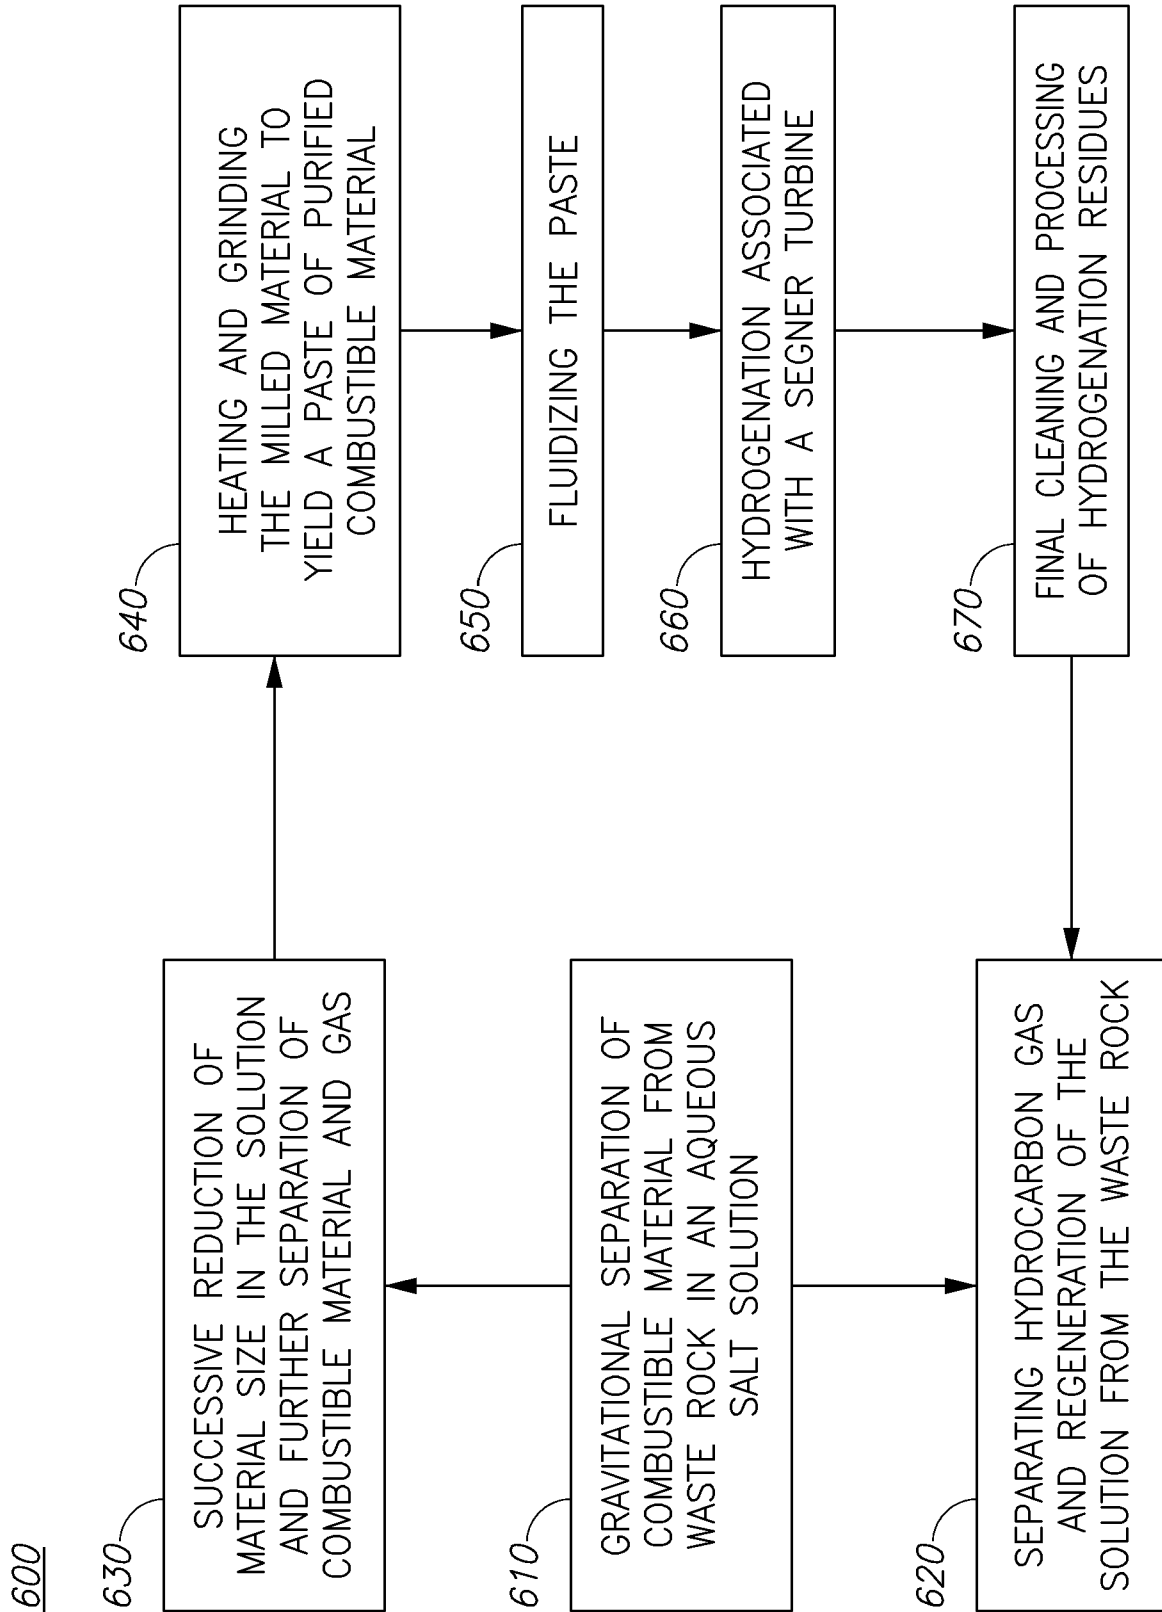 600
630
SUCCESSIVE REDUCTION OF
MATERIAL SIZE IN THE SOLUTION
AND FURTHER SEPARATION OF
COMBUSTIBLE MATERIAL AND GAS
610
GRAVITATIONAL SEPARATION OF
COMBUSTIBLE MATERIAL FROM
WASTE ROCK IN AN AQUEOUS
SALT SOLUTION
620
SEPARATING HYDROCARBON GAS
AND REGENERATION OF THE
SOLUTION FROM THE WASTE ROCK
640
HEATING AND GRINDING
THE MILLED MATERIAL TO
YIELD A PASTE OF PURIFIED
COMBUSTIBLE MATERIAL
650
FLUIDIZING THE PASTE
660
HYDROGENATION ASSOCIATED
WITH A SEGNER TURBINE
670
FINAL CLEANING AND PROCESSING
OF HYDROGENATION RESIDUES